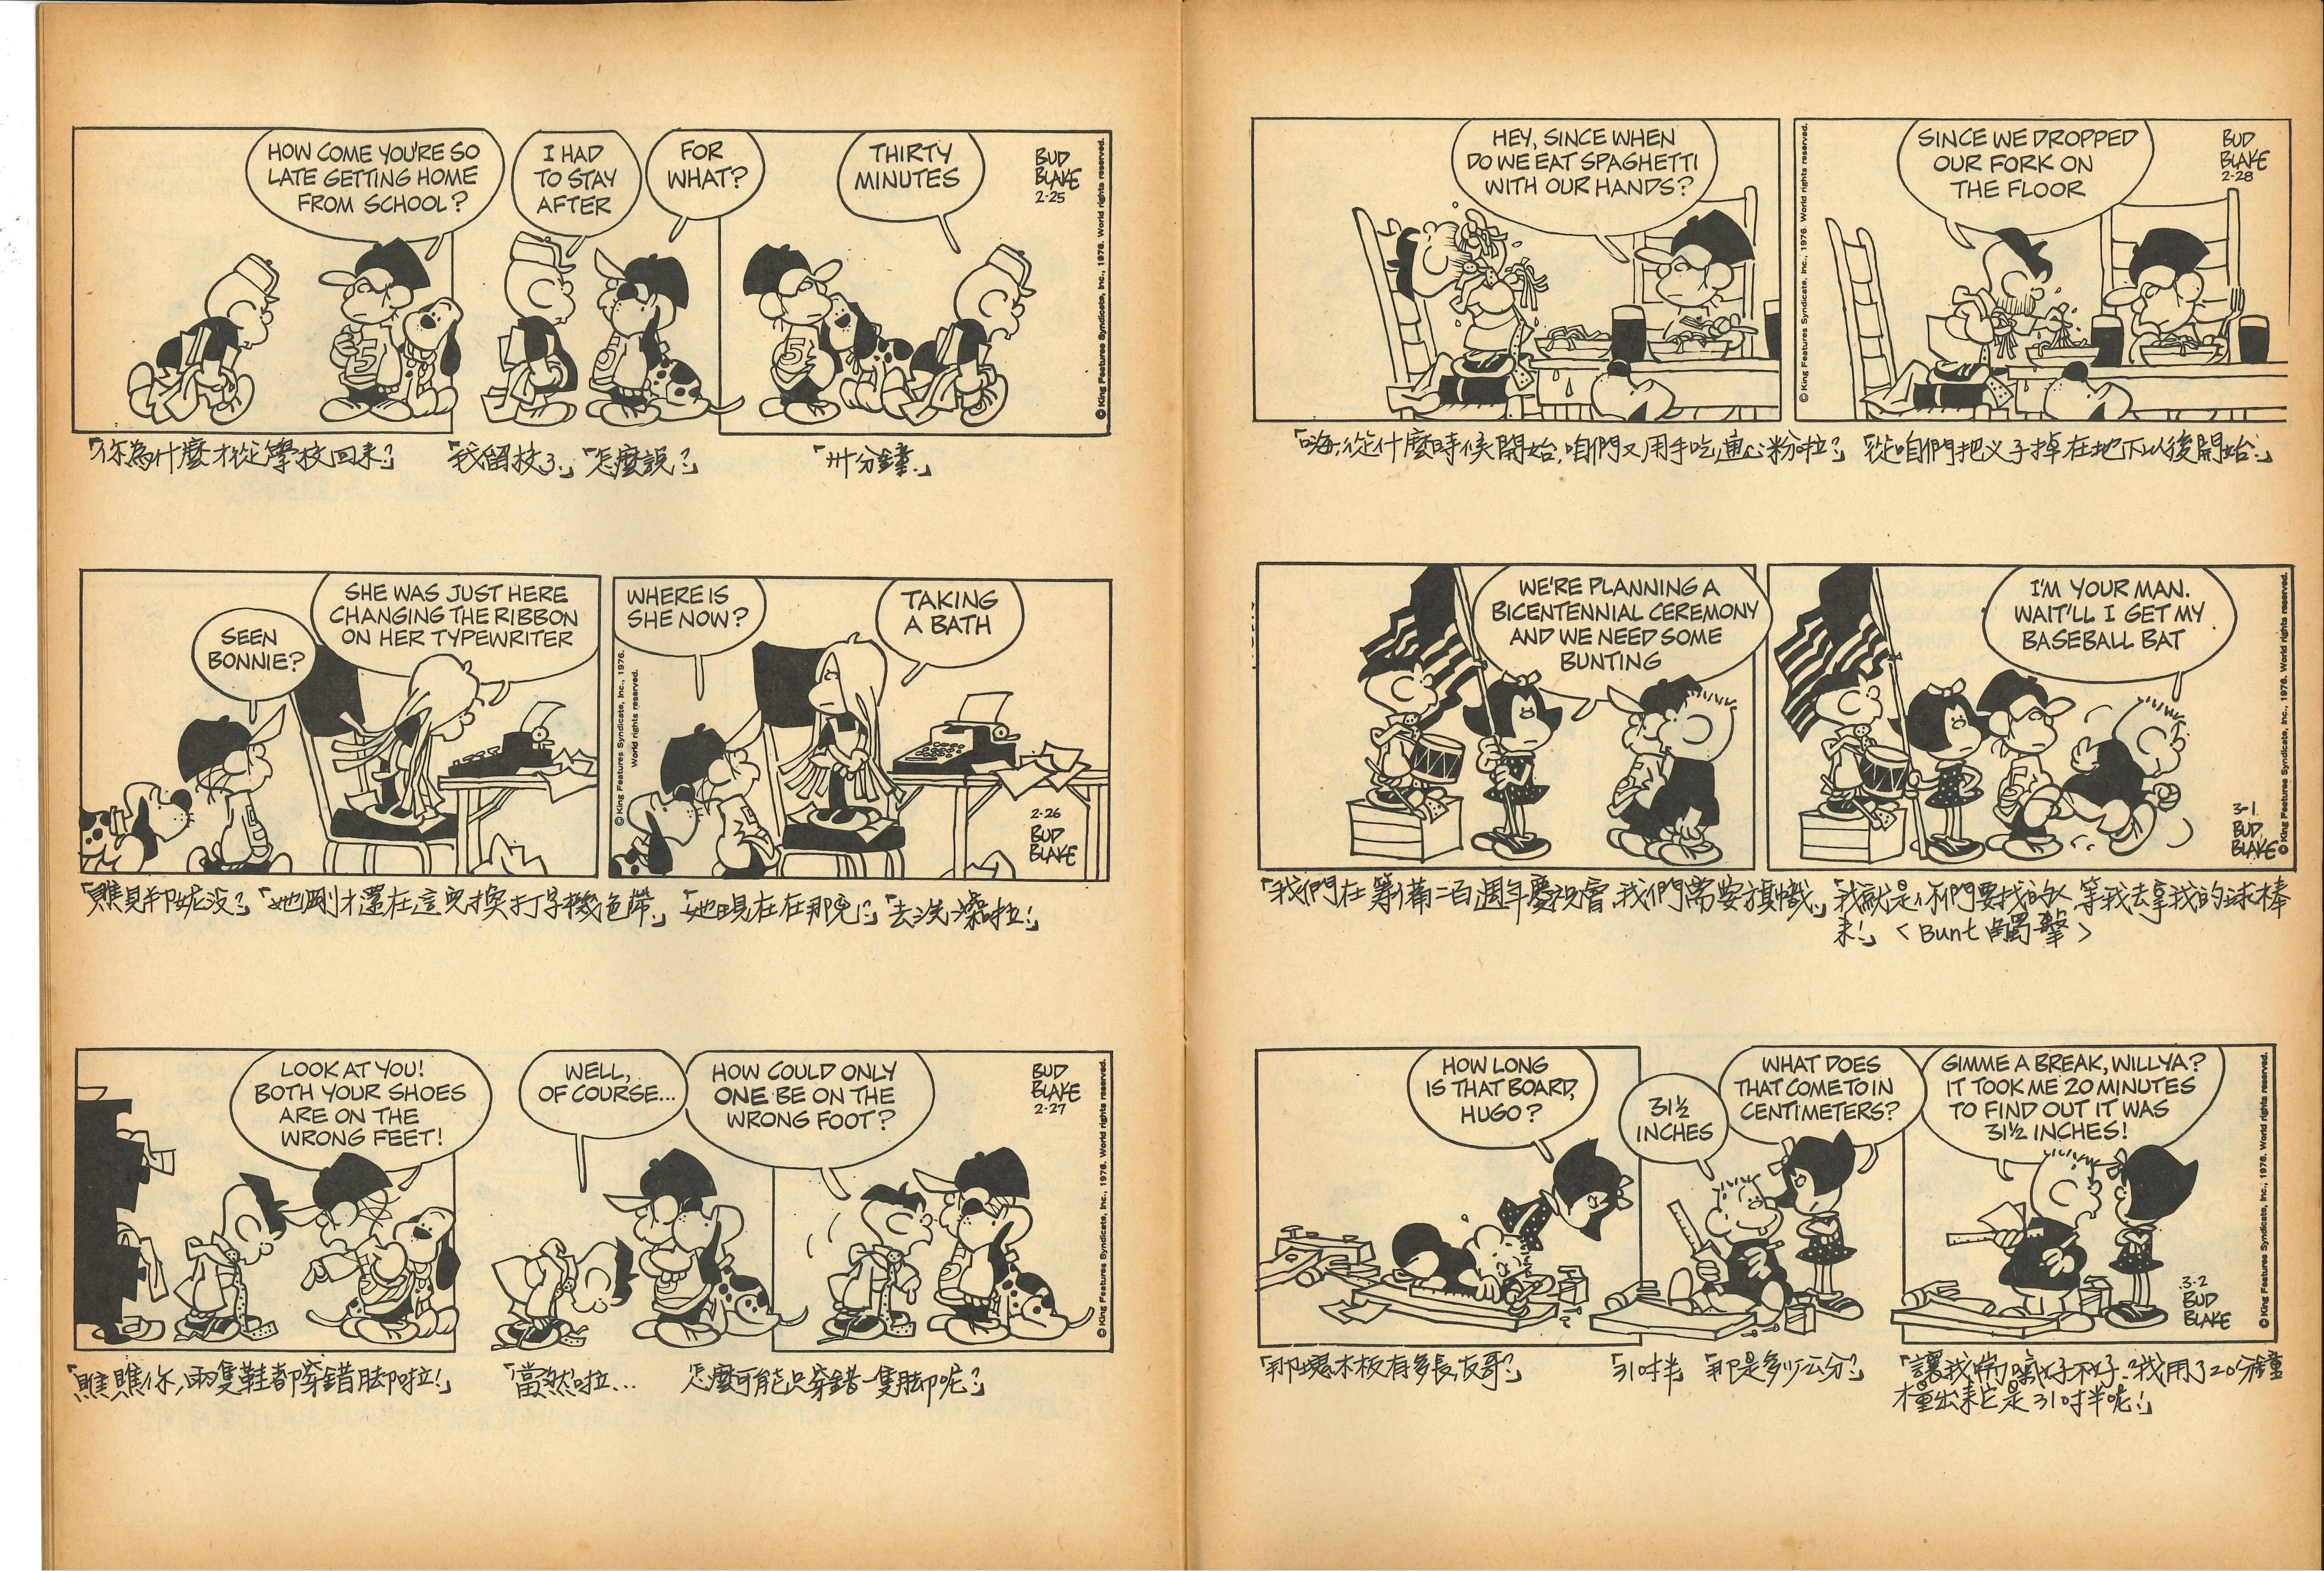 HOW COME YOU'RE SO
LATE GETTING HOME
FROM SCHOOL?
I HAD
TO STAY
AFTER
FOR
WHAT?
THIRTY
MINUTES
BUD
BLAKE
2-25
© King Features Syndicate, Inc., 1976. World rights reserved.
「你為什麼才從學校回來?」
「我留校了」
「怎麼說?」
「卅分鐘」
SEEN
BONNIE?
SHE WAS JUST HERE
CHANGING THE RIBBON
ON HER TYPEWRITER
WHERE IS
SHE NOW?
TAKING
A BATH
© King Features Syndicate, Inc., 1976.
World rights reserved.
2-26
BUD
BLAKE
「瞧見邦妮沒?」
「她剛才還在這兒換打字機色帶」
「她現在在那兒?」
「去洗澡啦!」
LOOK AT YOU!
BOTH YOUR SHOES
ARE ON THE
WRONG FEET!
WELL,
OF COURSE...
HOW COULD ONLY
ONE BE ON THE
WRONG FOOT?
BUD
BLAKE
2-27
© King Features Syndicate, Inc., 1976. World rights reserved.
「瞧瞧你,兩隻鞋都穿錯腳啦!」
「當然啦...
怎麼可能只穿錯一隻腳呢?」
HEY, SINCE WHEN
DO WE EAT SPAGHETTI
WITH OUR HANDS?
© King Features Syndicate, Inc., 1976. World rights reserved.
SINCE WE DROPPED
OUR FORK ON
THE FLOOR
BUD
BLAKE
2-28
「嗨,從什麼時候開始,咱們又用手吃通心粉啦?」
「從咱們把叉子掉在地下以後開始」
WE'RE PLANNING A
BICENTENNIAL CEREMONY
AND WE NEED SOME
BUNTING
I'M YOUR MAN.
WAIT'LL I GET MY
BASEBALL BAT
3-1
BUD
BLAKE
© King Features Syndicate, Inc., 1976. World rights reserved.
「我們在籌備二百週年慶祝會,我們需要旗幟」
「我就是你們要找的人 等我去拿我的球棒
來!」 <Bunt 觸擊>
HOW LONG
IS THAT BOARD,
HUGO?
31½
INCHES
WHAT DOES
THAT COME TO IN
CENTIMETERS?
GIMME A BREAK, WILLYA?
IT TOOK ME 20 MINUTES
TO FIND OUT IT WAS
31½ INCHES!
3-2
BUD
BLAKE
© King Features Syndicate, Inc., 1976. World rights reserved.
「那塊木板有多長,灰哥?」
「31吋半
那是多少公分?」
「讓我喘口氣好不好?我用了20分鐘
才量出來它是31吋半呢!」